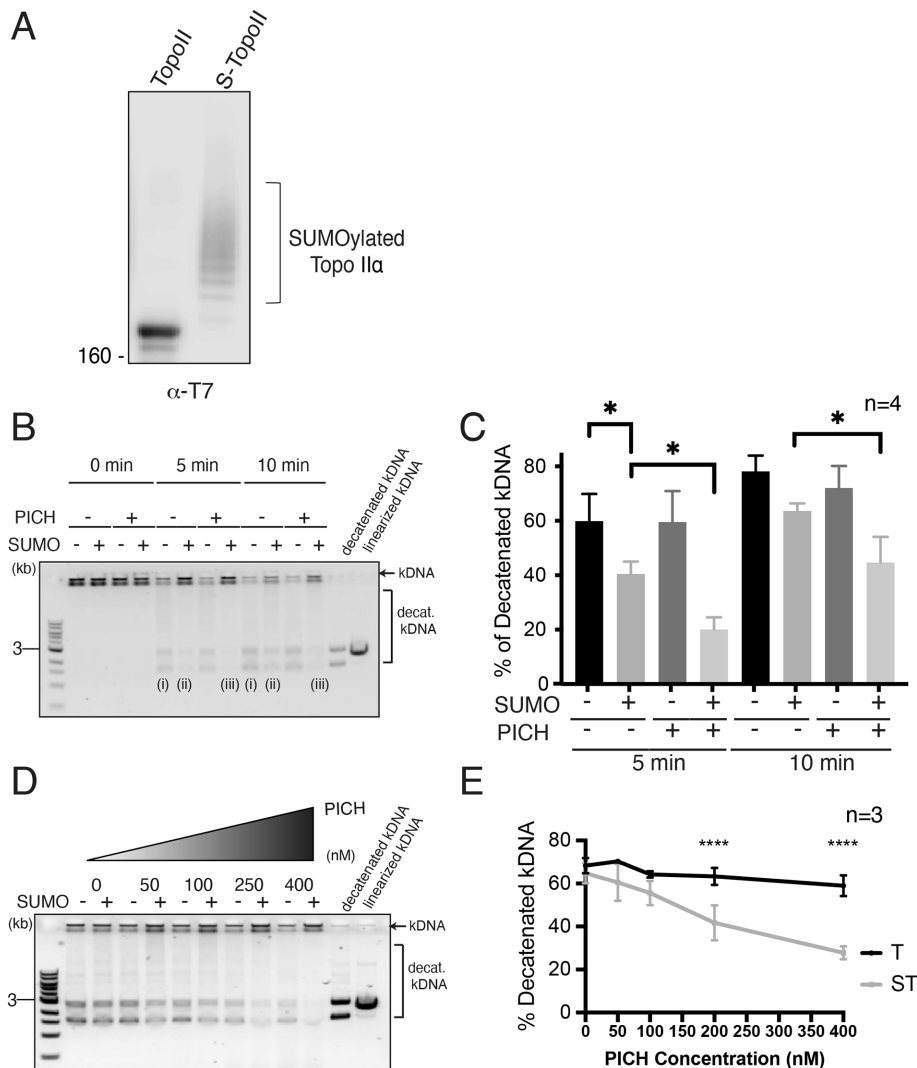 A
TopoII
S-TopoII
SUMOylated
Topo IIα
160 -
α-T7
B
0 min 5 min 10 min
PICH - + - + - +
SUMO - + - + - + - + - + - +
decatenated kDNA
linearized kDNA
(kb)
kDNA
decat.
kDNA
3
(i) (ii) (iii) (i) (ii) (iii)
C
n=4
* * *
% of Decatenated kDNA
80
60
40
20
0
SUMO - + - + - + - +
PICH - - + + - - + +
5 min 10 min
D
PICH
(nM)
0 50 100 250 400
SUMO - + - + - + - + - +
decatenated kDNA
linearized kDNA
(kb)
kDNA
decat.
kDNA
3
E
n=3
**** ****
% Decatenated kDNA
80
60
40
20
0
T
ST
0 50 100 150 200 250 300 350 400
PICH Concentration (nM)